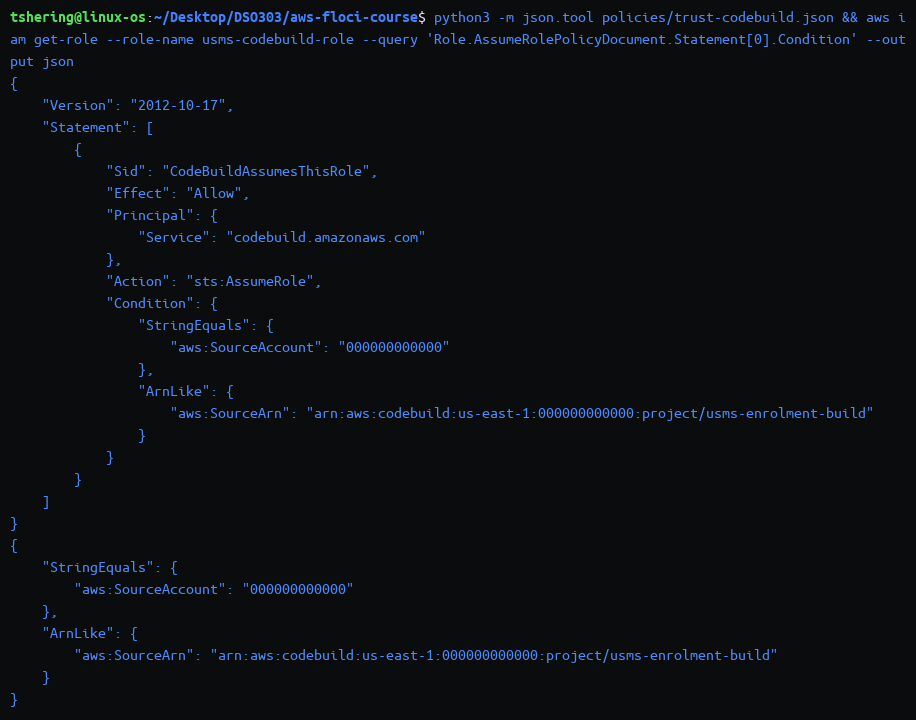 tshering@linux-os:~/Desktop/DSO303/aws-floci-course$ python3 -m json.tool policies/trust-codebuild.json && aws i
am get-role --role-name usms-codebuild-role --query 'Role.AssumeRolePolicyDocument.Statement[0].Condition' --out
put json
{
    "Version": "2012-10-17",
    "Statement": [
        {
            "Sid": "CodeBuildAssumesThisRole",
            "Effect": "Allow",
            "Principal": {
                "Service": "codebuild.amazonaws.com"
            },
            "Action": "sts:AssumeRole",
            "Condition": {
                "StringEquals": {
                    "aws:SourceAccount": "000000000000"
                },
                "ArnLike": {
                    "aws:SourceArn": "arn:aws:codebuild:us-east-1:000000000000:project/usms-enrolment-build"
                }
            }
        }
    ]
}
{
    "StringEquals": {
        "aws:SourceAccount": "000000000000"
    },
    "ArnLike": {
        "aws:SourceArn": "arn:aws:codebuild:us-east-1:000000000000:project/usms-enrolment-build"
    }
}